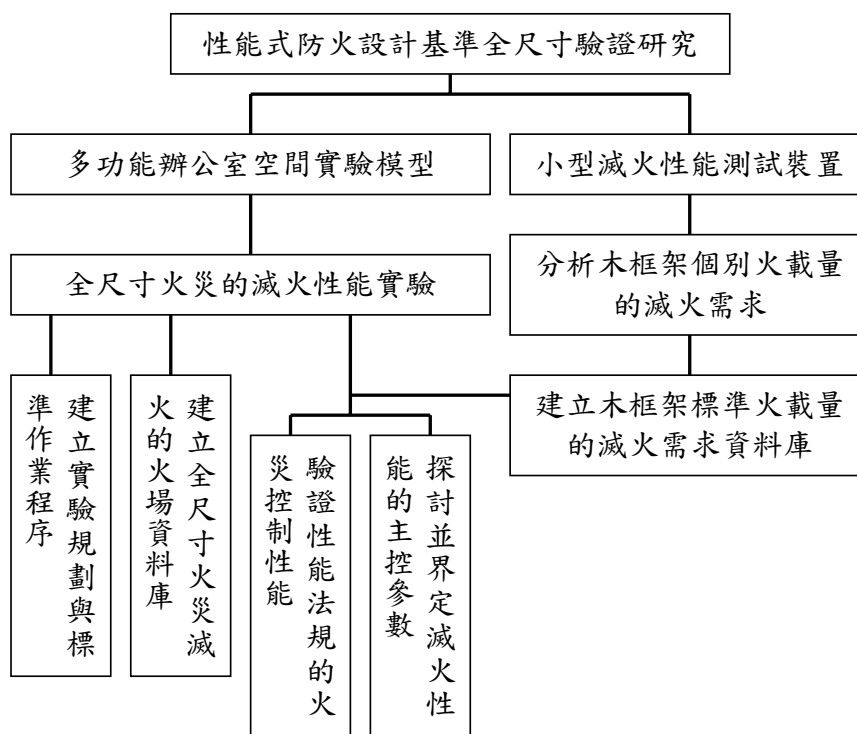 性能式防火設計基準全尺寸驗證研究
多功能辦公室空間實驗模型
小型滅火性能測試裝置
全尺寸火災的滅火性能實驗
分析木框架個別火載量
的滅火需求
建立木框架標準火載量
的滅火需求資料庫
建立實驗規劃與標
準作業程序
建立全尺寸火災滅
火的火場資料庫
驗證性能法規的火
災控制性能
探討並界定滅火性
能的主控參數